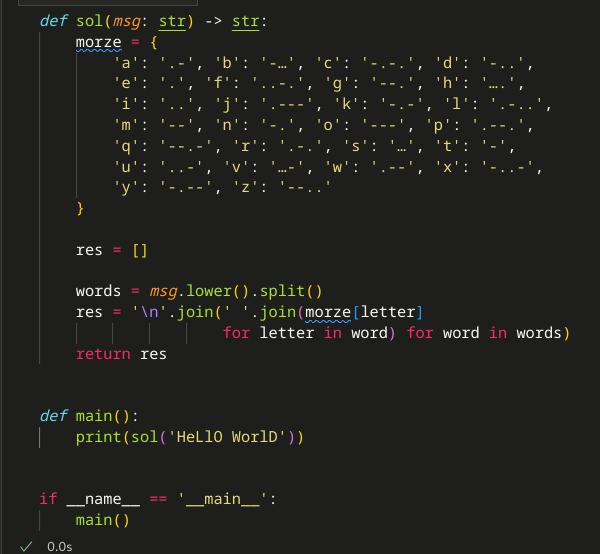 def sol(msg: str) -> str:
    morze = {
        'a': '.-', 'b': '-…', 'c': '-.-.', 'd': '-..',
        'e': '.', 'f': '..-.', 'g': '--.', 'h': '….',
        'i': '..', 'j': '.---', 'k': '-.-', 'l': '.-..',
        'm': '--', 'n': '-.', 'o': '---', 'p': '.--.',
        'q': '--.-', 'r': '.-.', 's': '…', 't': '-',
        'u': '..-', 'v': '…-', 'w': '.--', 'x': '-..-',
        'y': '-.--', 'z': '--..'
    }

    res = []

    words = msg.lower().split()
    res = '\n'.join(' '.join(morze[letter]
                    for letter in word) for word in words)
    return res


def main():
    print(sol('HeLlO WorlD'))


if __name__ == '__main__':
    main()
✓ 0.0s